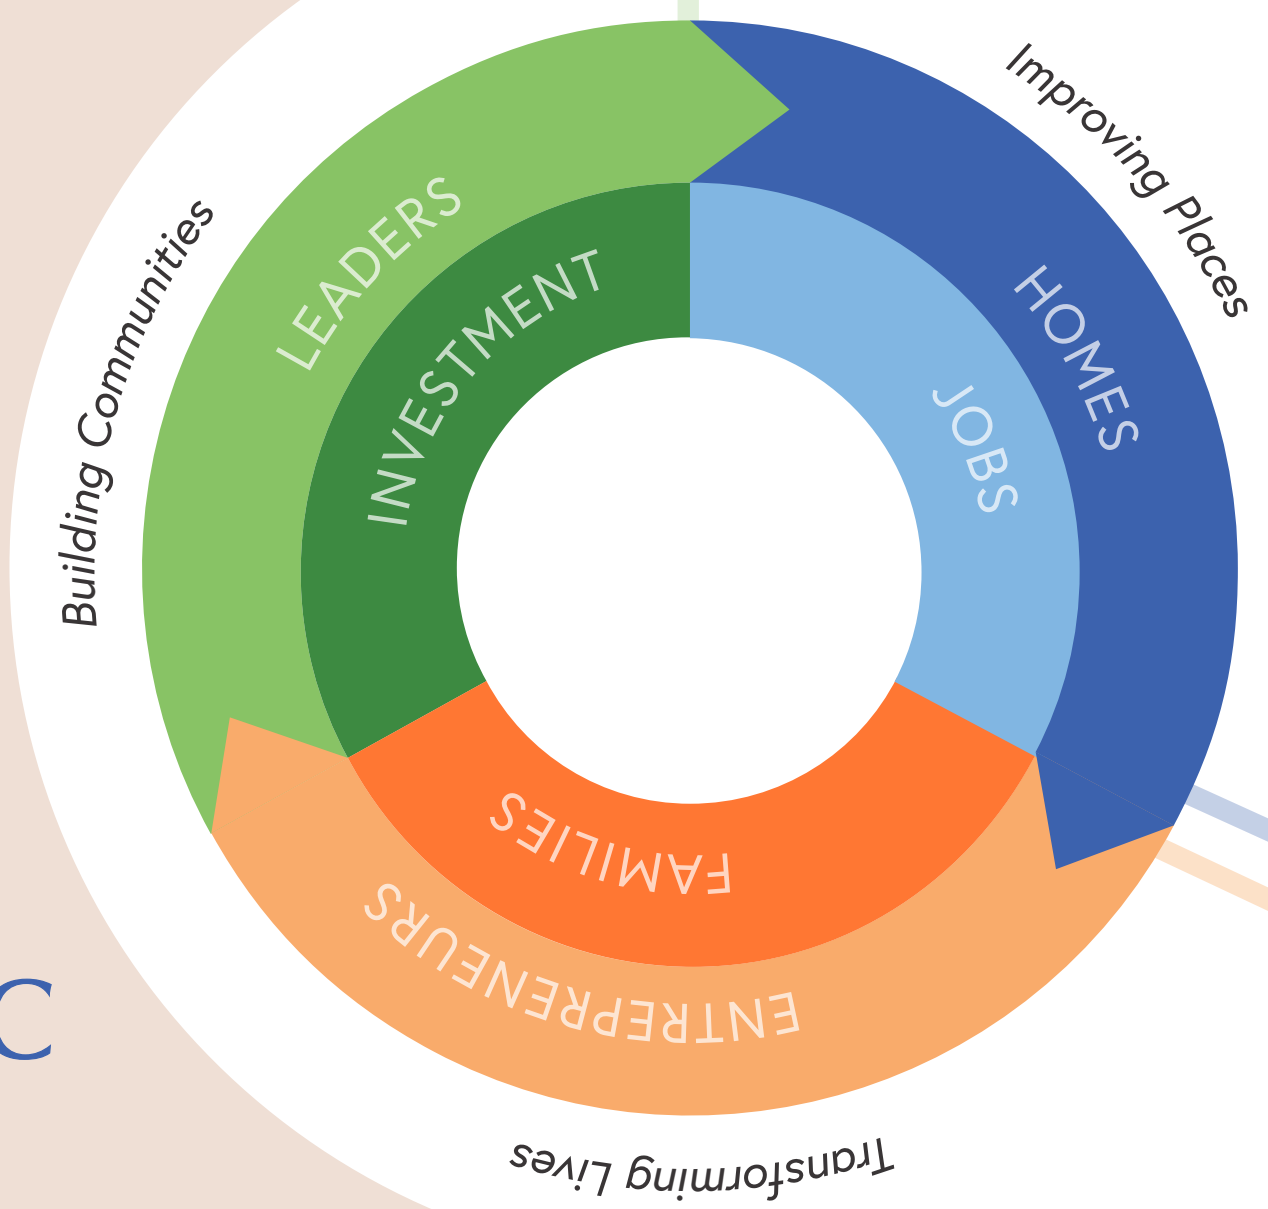 Building Communities
LEADERS
INVESTMENT
Improving Places
HOMES
JOBS
FAMILIES
ENTREPRENEURS
Transforming Lives
C